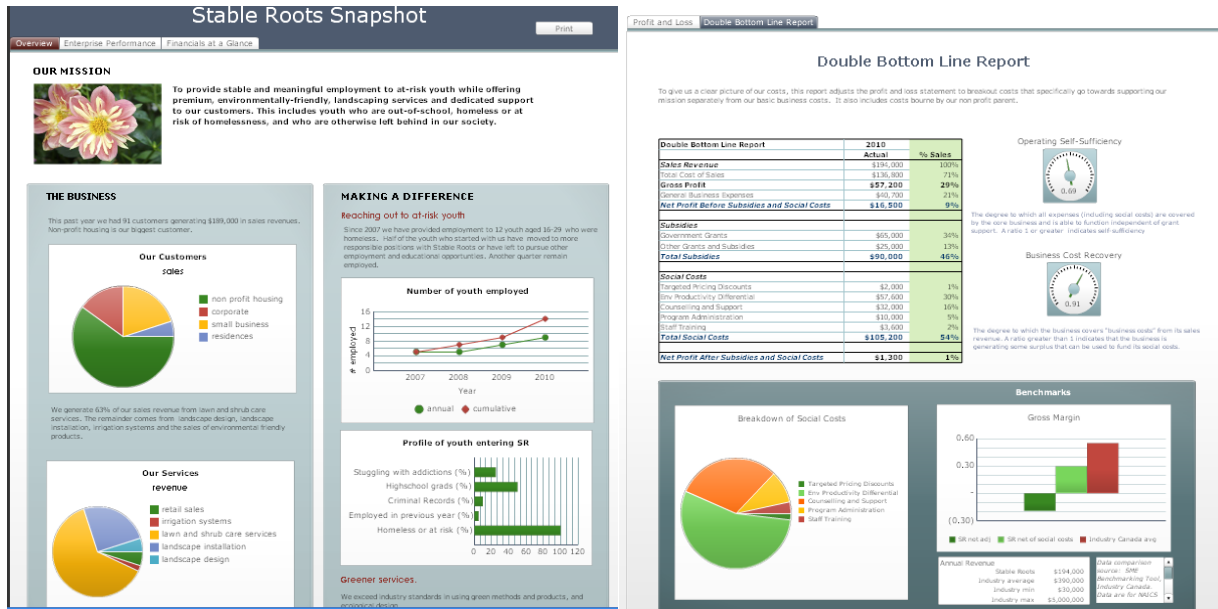 Stable Roots Snapshot
Print
Overview
Enterprise Performance
Financials at a Glance
OUR MISSION
To provide stable and meaningful employment to at-risk youth while offering
premium, environmentally-friendly, landscaping services and dedicated support
to our customers. This includes youth who are out-of-school, homeless or at
risk of homelessness, and who are otherwise left behind in our society.
THE BUSINESS
This past year we had 91 customers generating $189,000 in sales revenues.
Non-profit housing is our biggest customer.
Our Customers
sales
non profit housing
corporate
small business
residences
We generate 63% of our sales revenue from lawn and shrub care
services. The remainder comes from landscape design, landscape
installation, irrigation systems and the sales of environmental friendly
products.
Our Services
revenue
retail sales
irrigation systems
lawn and shrub care services
landscape installation
landscape design
MAKING A DIFFERENCE
Reaching out to at-risk youth
Since 2007 we have provided employment to 12 youth aged 16-29 who were
homeless. Half of the youth who started with us have moved to more
responsible positions with Stable Roots or have left to pursue other
employment and educational opportunties. Another quarter remain
employed.
Number of youth employed
# employed
16
12
8
4
0
2007 2008 2009 2010
Year
annual cumulative
Profile of youth entering SR
Stuggling with addictions (%)
Highschool grads (%)
Criminal Records (%)
Employed in previous year (%)
Homeless or at risk (%)
0 20 40 60 80 100 120
Greener services.
We exceed industry standards in using green methods and products, and
ecological design.
Profit and Loss
Double Bottom Line Report
Double Bottom Line Report
To give us a clear picture of our costs, this report adjusts the profit and loss statement to breakout costs that specifically go towards supporting our
mission separately from our basic business costs. It also includes costs bourne by our non profit parent.
Double Bottom Line Report 2010
Actual % Sales
Sales Revenue $194,000 100%
Total Cost of Sales $136,800 71%
Gross Profit $57,200 29%
General Business Expenses $40,700 21%
Net Profit Before Subsidies and Social Costs $16,500 9%
Subsidies
Government Grants $65,000 34%
Other Grants and Subsidies $25,000 13%
Total Subsidies $90,000 46%
Social Costs
Targeted Pricing Discounts $2,000 1%
Env Productivity Differential $57,600 30%
Counselling and Support $32,000 16%
Program Administration $10,000 5%
Staff Training $3,600 2%
Total Social Costs $105,200 54%
Net Profit After Subsidies and Social Costs $1,300 1%
Operating Self-Sufficiency
0.69
The degree to which all expenses (including social costs) are covered
by the core business and is able to function independent of grant
support. A ratio 1 or greater indicates self-sufficiency
Business Cost Recovery
0.91
The degree to which the business covers "business costs" from its sales
revenue. A ratio greater than 1 indicates that the business is
generating some surplus that can be used to fund its social costs.
Benchmarks
Breakdown of Social Costs
Targeted Pricing Discounts
Env Productivity Differential
Counselling and Support
Program Administration
Staff Training
Gross Margin
0.60
0.30
-
(0.30)
SR not adj SR net of social costs Industry Canada avg
Annual Revenue
Stable Roots $194,000
Industry average $390,000
Industry min $30,000
Industry max $5,000,000
Data comparison
source: SME
Benchmarking Tool,
Industry Canada.
Data are for NAICS